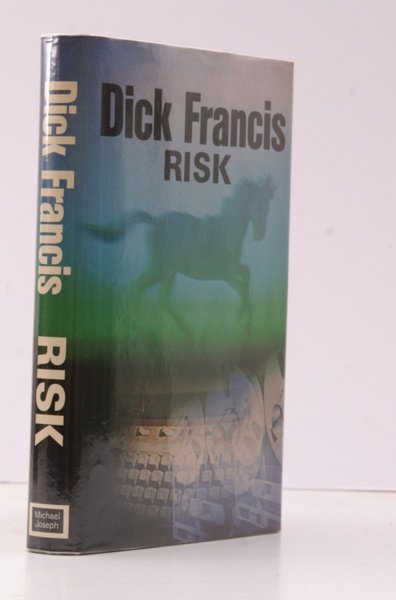 Dick Francis
RISK
Dick Francis RISK
Michael
Joseph